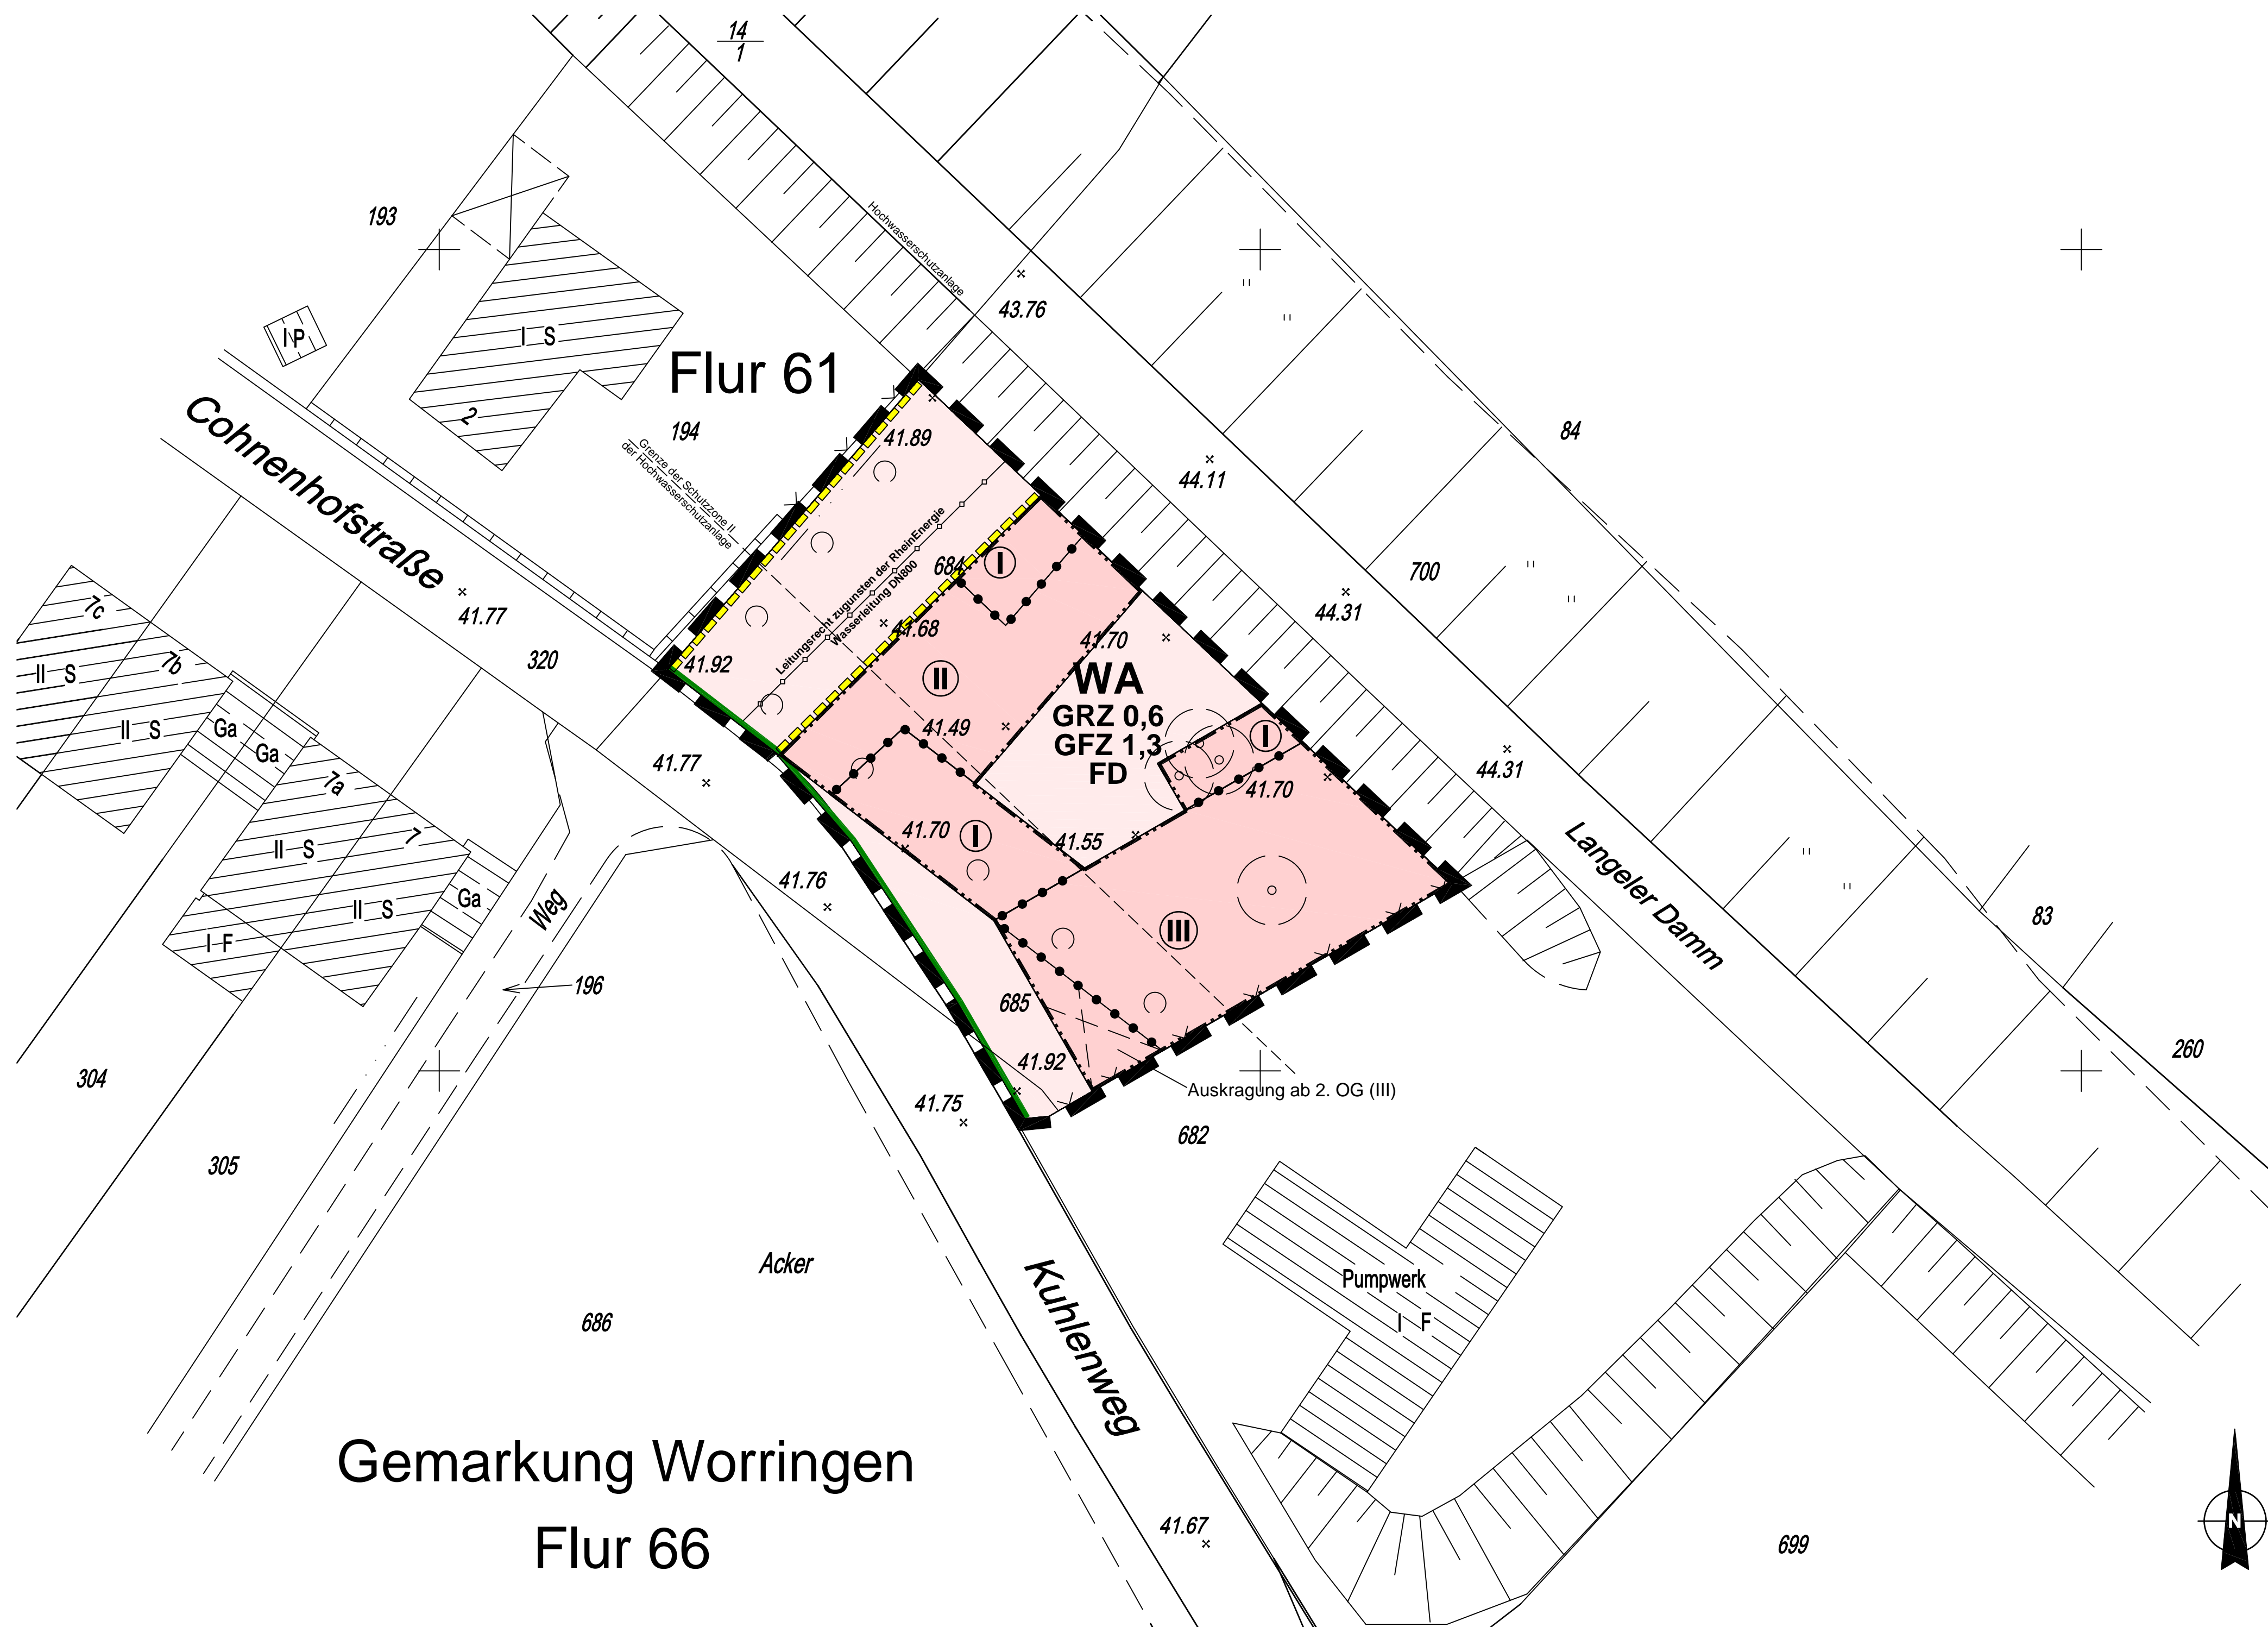 14
1
193
Hochwasserschutzanlage
43.76
I P
I S
2
Flur 61
194
Grenze der Schutzzone II
der Hochwasserschutzanlage
41.89
84
44.11
Cohnenhofstraße
41.77
320
41.92
Leitungsrecht zugunsten der RheinEnergie
Wasserleitung DN800
684
I
41.68
41.70
700
44.31
II
41.49
WA
GRZ 0,6
GFZ 1,3
FD
I
41.70
44.31
7c
II S
7b
II S
Ga
Ga
7a
II S
7
II S
Ga
I F
Weg
196
41.77
41.70
I
41.55
41.76
III
Langeler Damm
83
260
685
41.92
41.75
Auskragung ab 2. OG (III)
682
304
305
Acker
686
Kuhlenweg
Pumpwerk
I F
Gemarkung Worringen
Flur 66
41.67
699
N